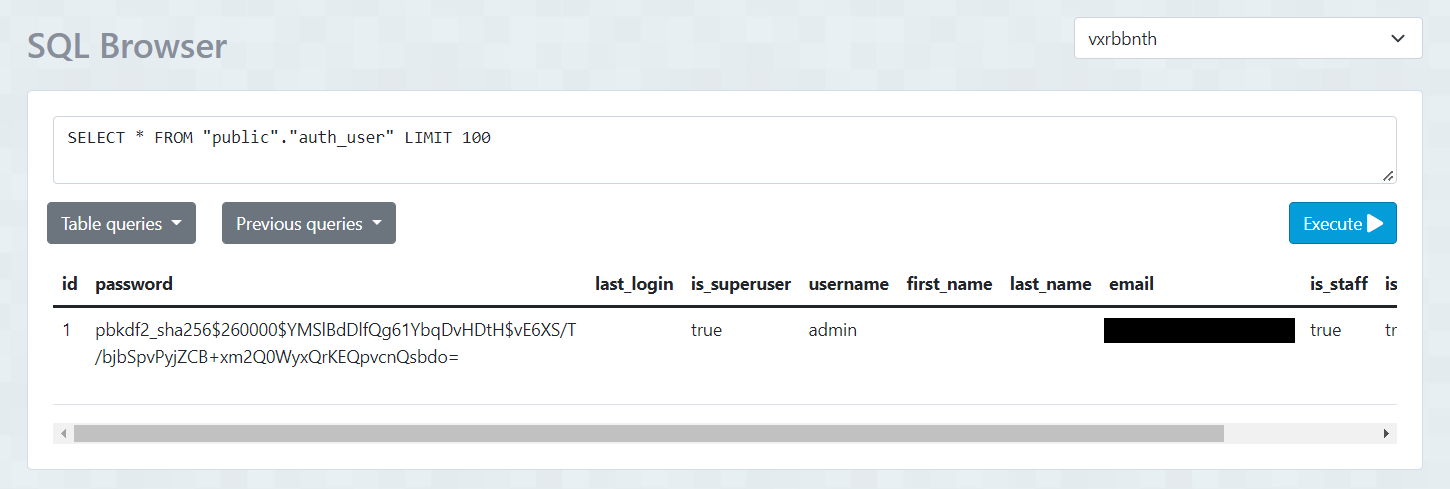 SQL Browser
vxrbbnth
SELECT * FROM "public"."auth_user" LIMIT 100
Table queries
Previous queries
Execute
id password last_login is_superuser username first_name last_name email is_staff is
1 pbkdf2_sha256$260000$YMSlBdDlfQg61YbqDvHDtH$vE6XS/T true admin true tr
/bjbSpvPyjZCB+xm2Q0WyxQrKEQpvcnQsbdo=